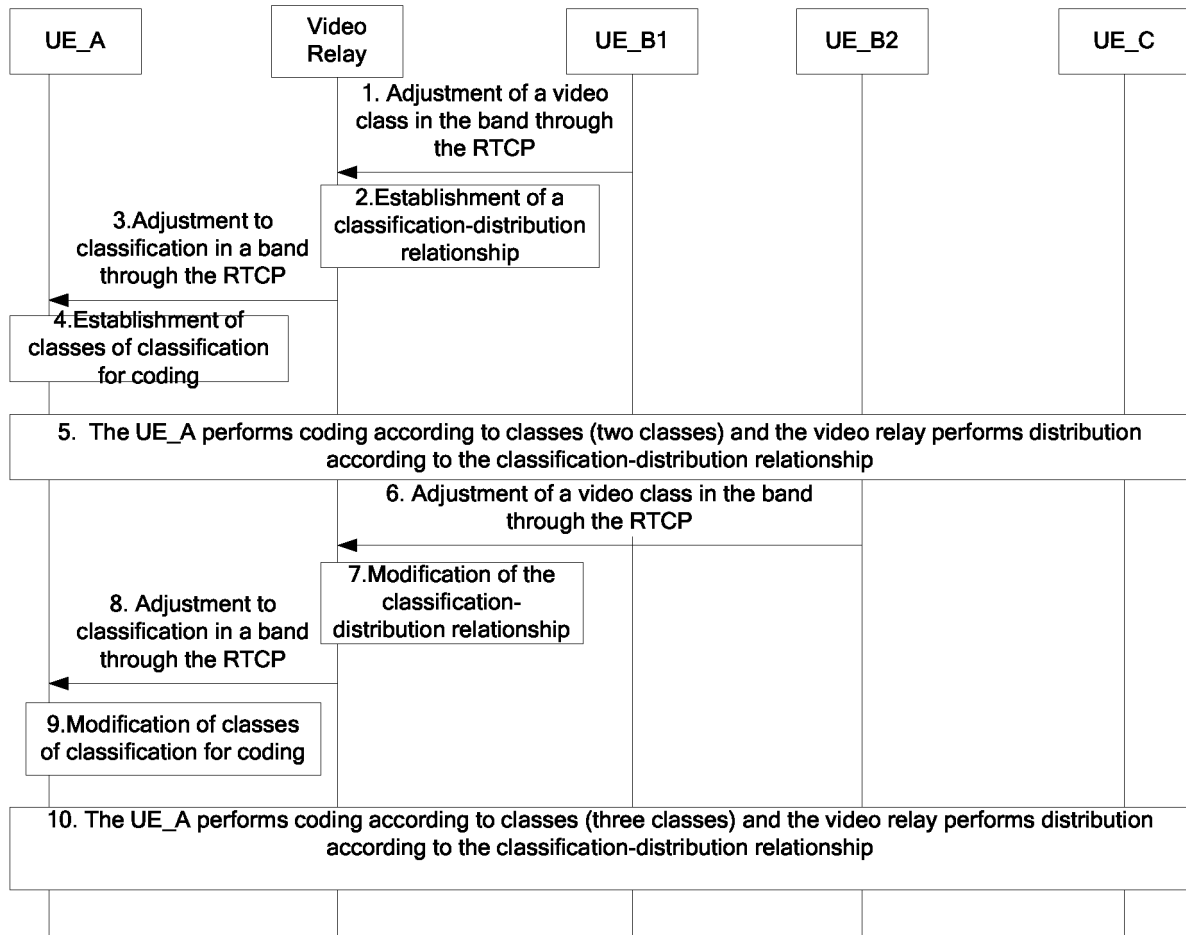 UE_A
Video
Relay
UE_B1
UE_B2
UE_C
1. Adjustment of a video
class in the band through
the RTCP
2.Establishment of a
classification-distribution
relationship
3.Adjustment to
classification in a band
through the RTCP
4.Establishment of
classes of classification
for coding
5. The UE_A performs coding according to classes (two classes) and the video relay performs distribution
according to the classification-distribution relationship
6. Adjustment of a video class in the band
through the RTCP
7.Modification of the
classification-
distribution relationship
8. Adjustment to
classification in a band
through the RTCP
9.Modification of classes
of classification for coding
10. The UE_A performs coding according to classes (three classes) and the video relay performs distribution
according to the classification-distribution relationship